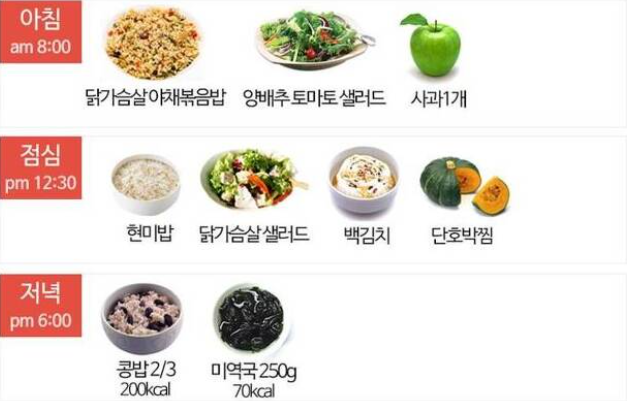 아침
am 8:00
닭가슴살 야채볶음밥
양배추 토마토 샐러드
사과1개
점심
pm 12:30
현미밥
닭가슴살 샐러드
백김치
단호박찜
저녁
pm 6:00
콩밥 2/3
200kcal
미역국 250g
70kcal